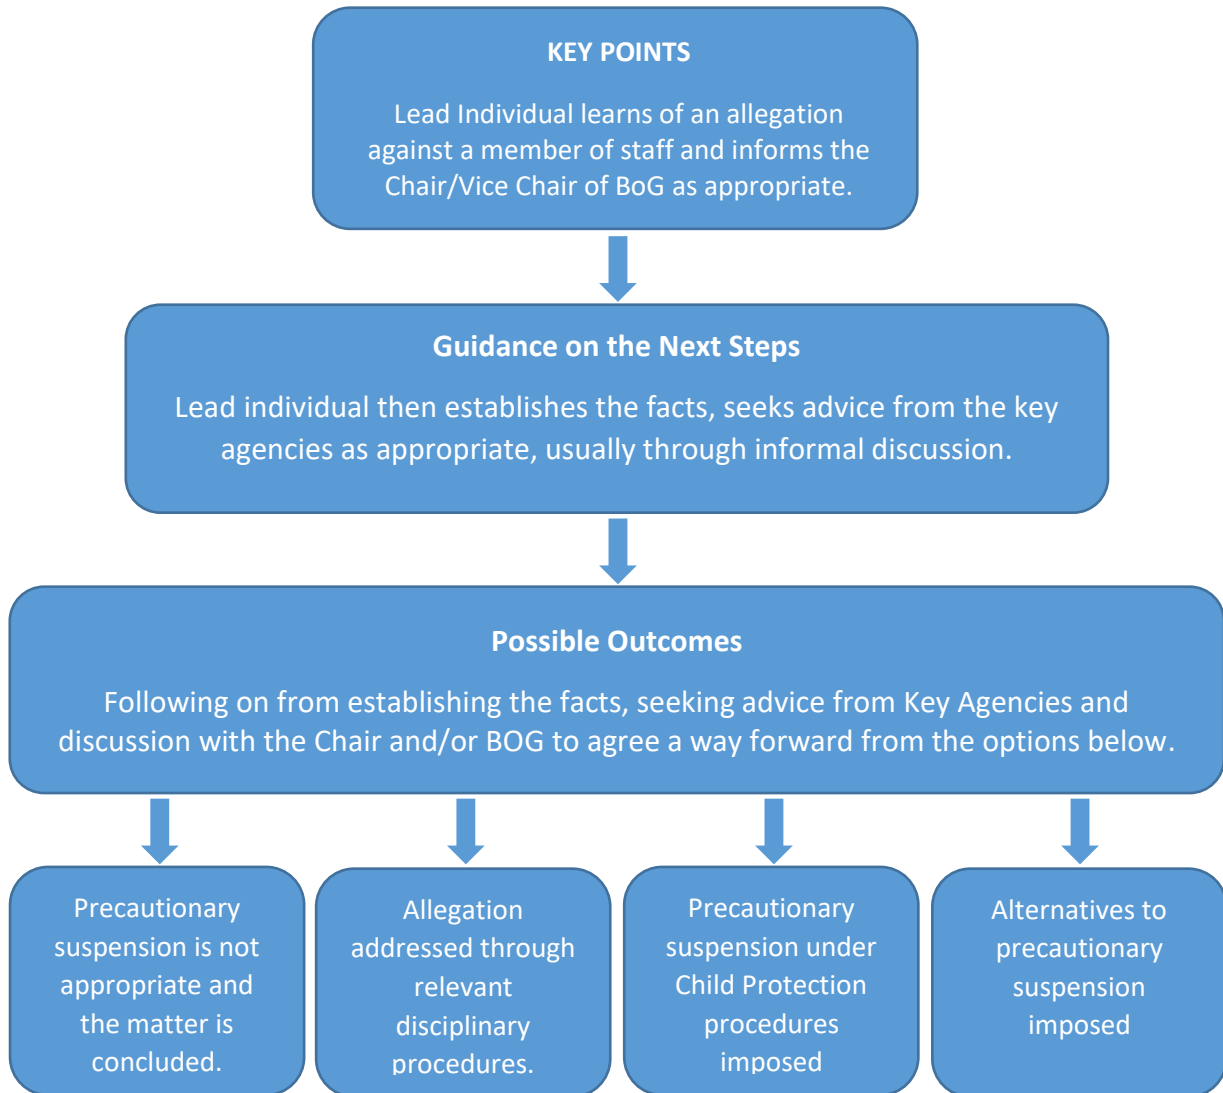 KEY POINTS
Lead Individual learns of an allegation
against a member of staff and informs the
Chair/Vice Chair of BoG as appropriate.
Guidance on the Next Steps
Lead individual then establishes the facts, seeks advice from the key
agencies as appropriate, usually through informal discussion.
Possible Outcomes
Following on from establishing the facts, seeking advice from Key Agencies and
discussion with the Chair and/or BOG to agree a way forward from the options below.
Precautionary
suspension is not
appropriate and
the matter is
concluded.
Allegation
addressed through
relevant
disciplinary
procedures.
Precautionary
suspension under
Child Protection
procedures
imposed
Alternatives to
precautionary
suspension
imposed